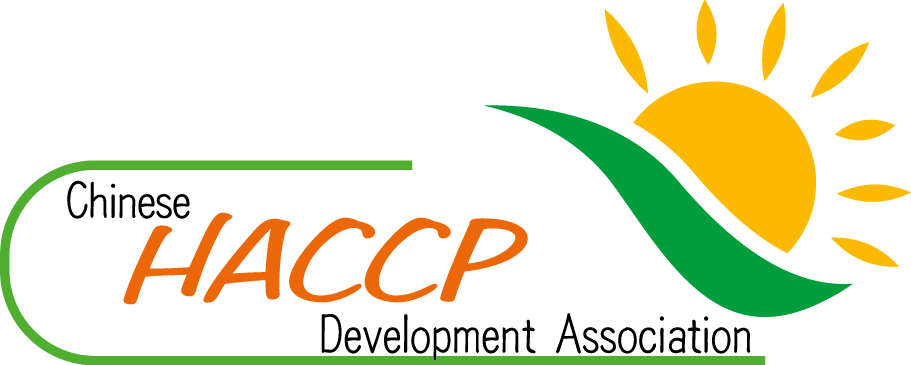 Chinese
HACCP
Development Association